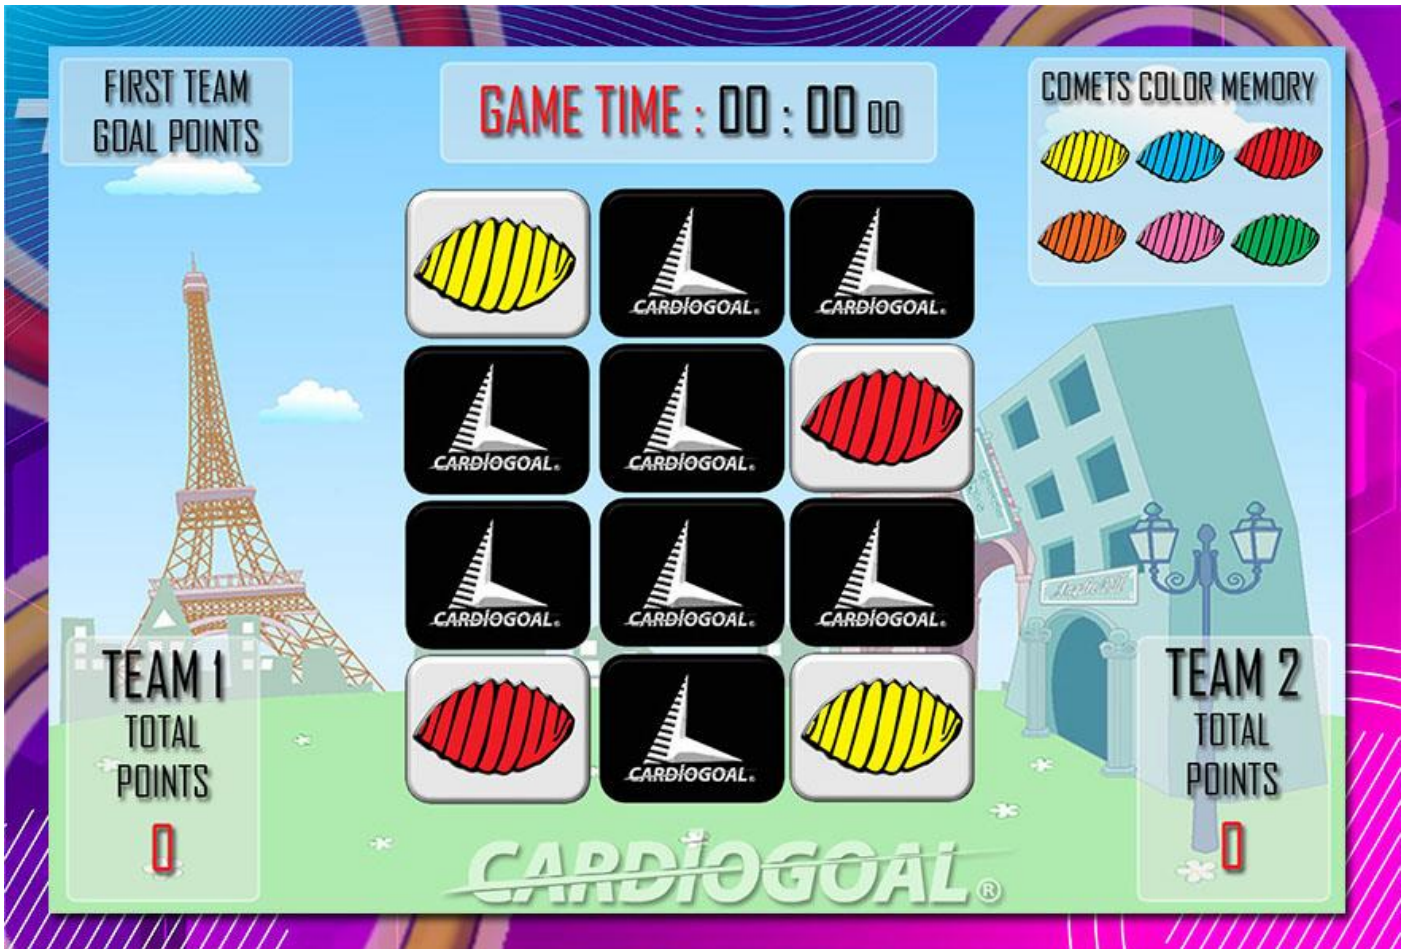 FIRST TEAM
GOAL POINTS
GAME TIME : 00 : 00 00
COMETS COLOR MEMORY
CARDIOGOAL.
CARDIOGOAL.
CARDIOGOAL.
CARDIOGOAL.
CARDIOGOAL.
CARDIOGOAL.
CARDIOGOAL.
CARDIOGOAL.
TEAM 1
TOTAL
POINTS
0
TEAM 2
TOTAL
POINTS
0
CARDIOGOAL®